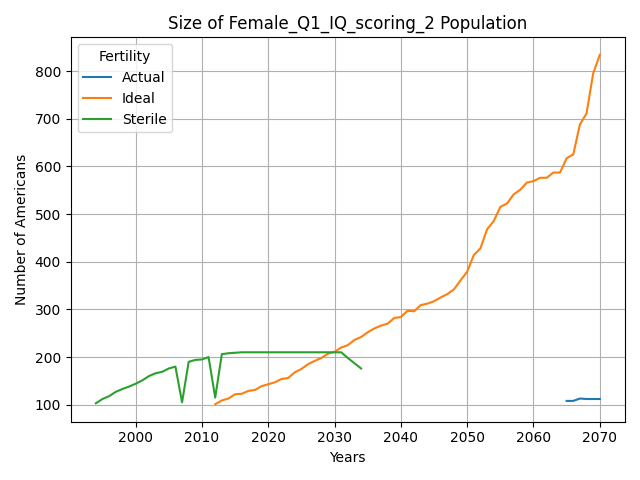 Size of Female_Q1_IQ_scoring_2 Population
Fertility
Actual
Ideal
Sterile
Number of Americans
800
700
600
500
400
300
200
100
2000 2010 2020 2030 2040 2050 2060 2070
Years